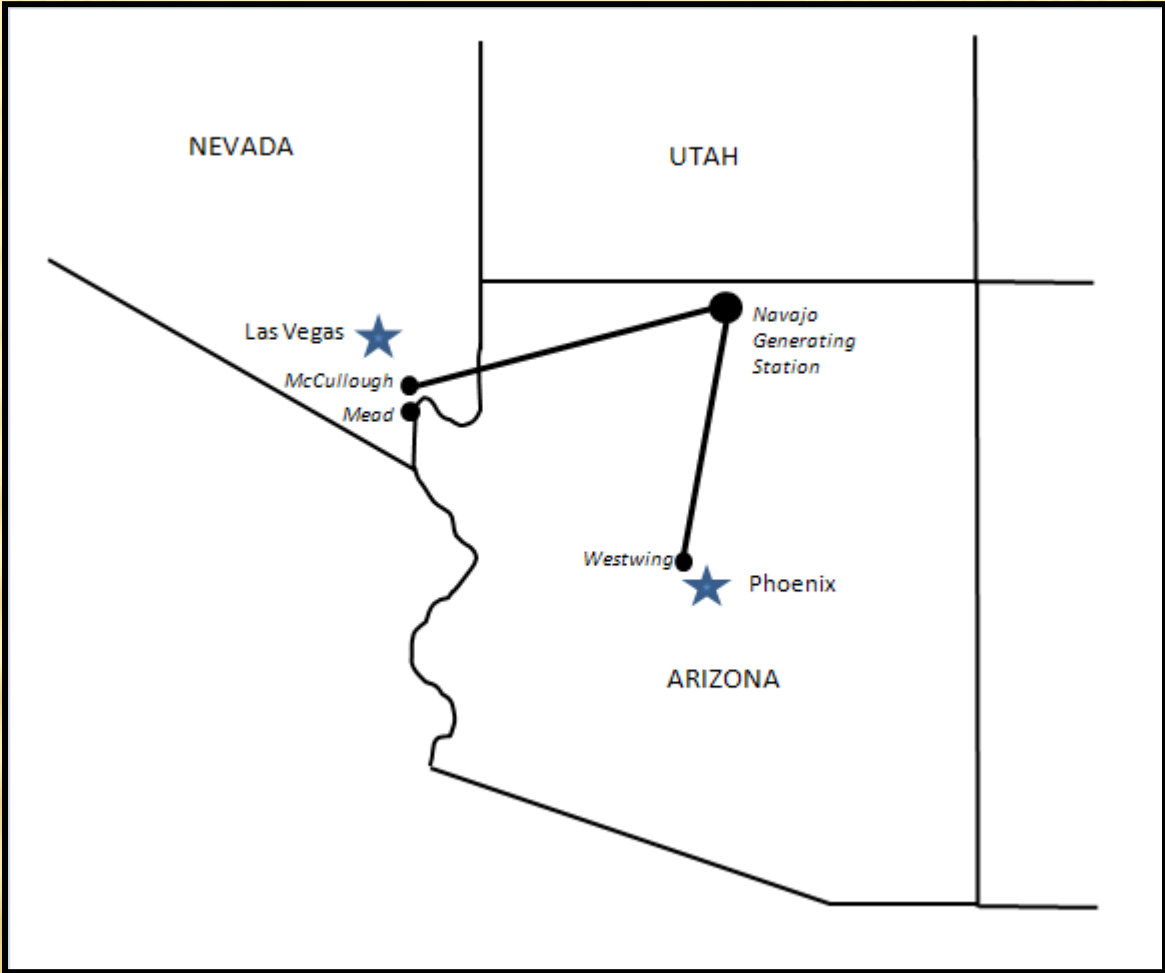 NEVADA
UTAH
Navajo
Generating
Station
Las Vegas
McCullough
Mead
Westwing
Phoenix
ARIZONA